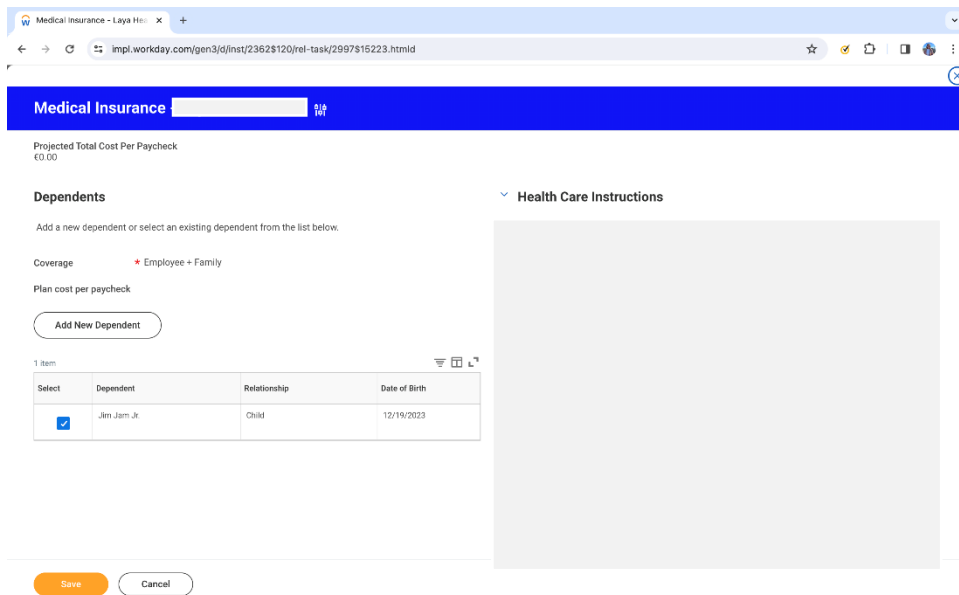 Medical Insurance - Laya Hea
impl.workday.com/gen3/d/inst/2362$120/rel-task/2997$15223.htmld
Medical Insurance -
Projected Total Cost Per Paycheck
€0.00
Dependents
Add a new dependent or select an existing dependent from the list below.
Coverage * Employee + Family
Plan cost per paycheck
Add New Dependent
1 item
Select Dependent Relationship Date of Birth
Jim Jam Jr. Child 12/19/2023
Save Cancel
Health Care Instructions